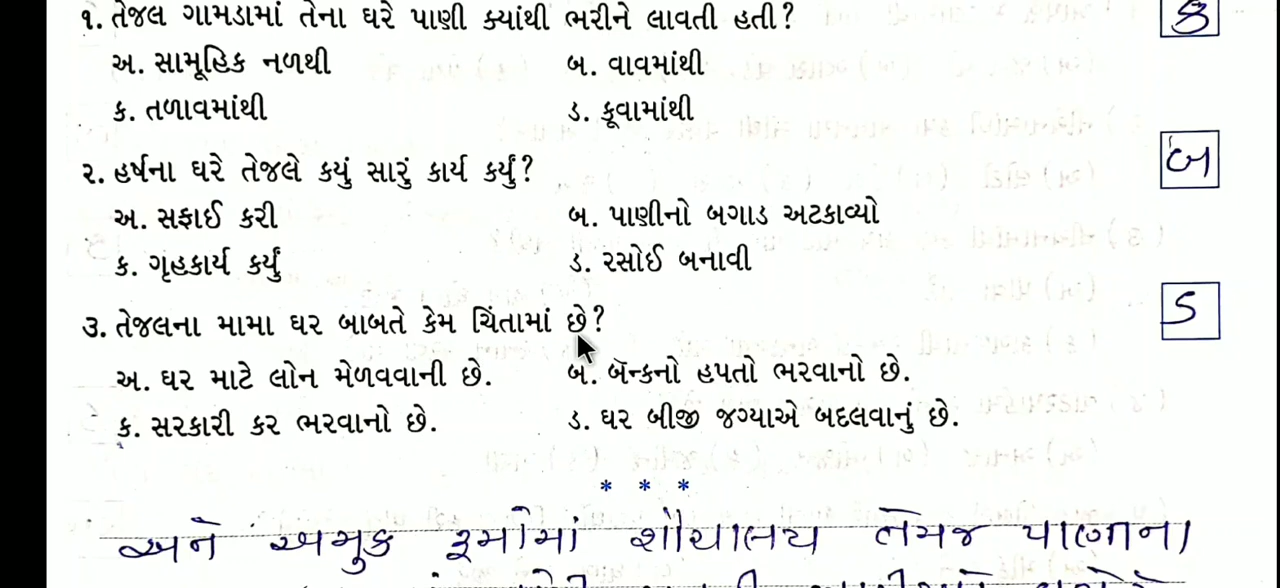 ૧. તેજલ ગામડામાં તેના ઘરે પાણી ક્યાંથી ભરીને લાવતી હતી? ક
અ. સામૂહિક નળથી બ. વાવમાંથી
ક. તળાવમાંથી ડ. કૂવામાંથી
૨. હર્ષના ઘરે તેજલે કયું સારું કાર્ય કર્યું? બ
અ. સફાઈ કરી બ. પાણીનો બગાડ અટકાવ્યો
ક. ગૃહકાર્ય કર્યું ડ. રસોઈ બનાવી
૩. તેજલના મામા ઘર બાબતે કેમ ચિંતામાં છે? ડ
અ. ઘર માટે લોન મેળવવાની છે. બ. બૅન્કનો હપતો ભરવાનો છે.
ક. સરકારી કર ભરવાનો છે. ડ. ઘર બીજી જગ્યાએ બદલવાનું છે.
* * *
અને અમુક રૂમોમાં શૌચાલય તેમજ પાણીના